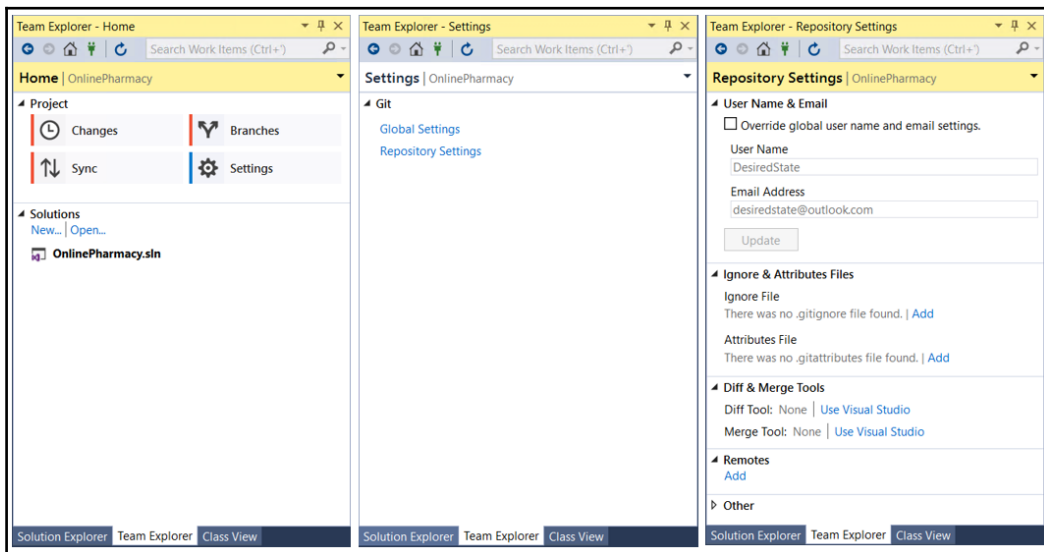 Team Explorer - Home
Search Work Items (Ctrl+')
Home | OnlinePharmacy
Project
Changes
Branches
Sync
Settings
Solutions
New... | Open...
OnlinePharmacy.sln
Solution Explorer Team Explorer Class View
Team Explorer - Settings
Search Work Items (Ctrl+')
Settings | OnlinePharmacy
Git
Global Settings
Repository Settings
Solution Explorer Team Explorer Class View
Team Explorer - Repository Settings
Search Work Items (Ctrl+')
Repository Settings | OnlinePharmacy
User Name & Email
Override global user name and email settings.
User Name
DesiredState
Email Address
desiredstate@outlook.com
Update
Ignore & Attributes Files
Ignore File
There was no .gitignore file found. | Add
Attributes File
There was no .gitattributes file found. | Add
Diff & Merge Tools
Diff Tool: None | Use Visual Studio
Merge Tool: None | Use Visual Studio
Remotes
Add
Other
Solution Explorer Team Explorer Class View